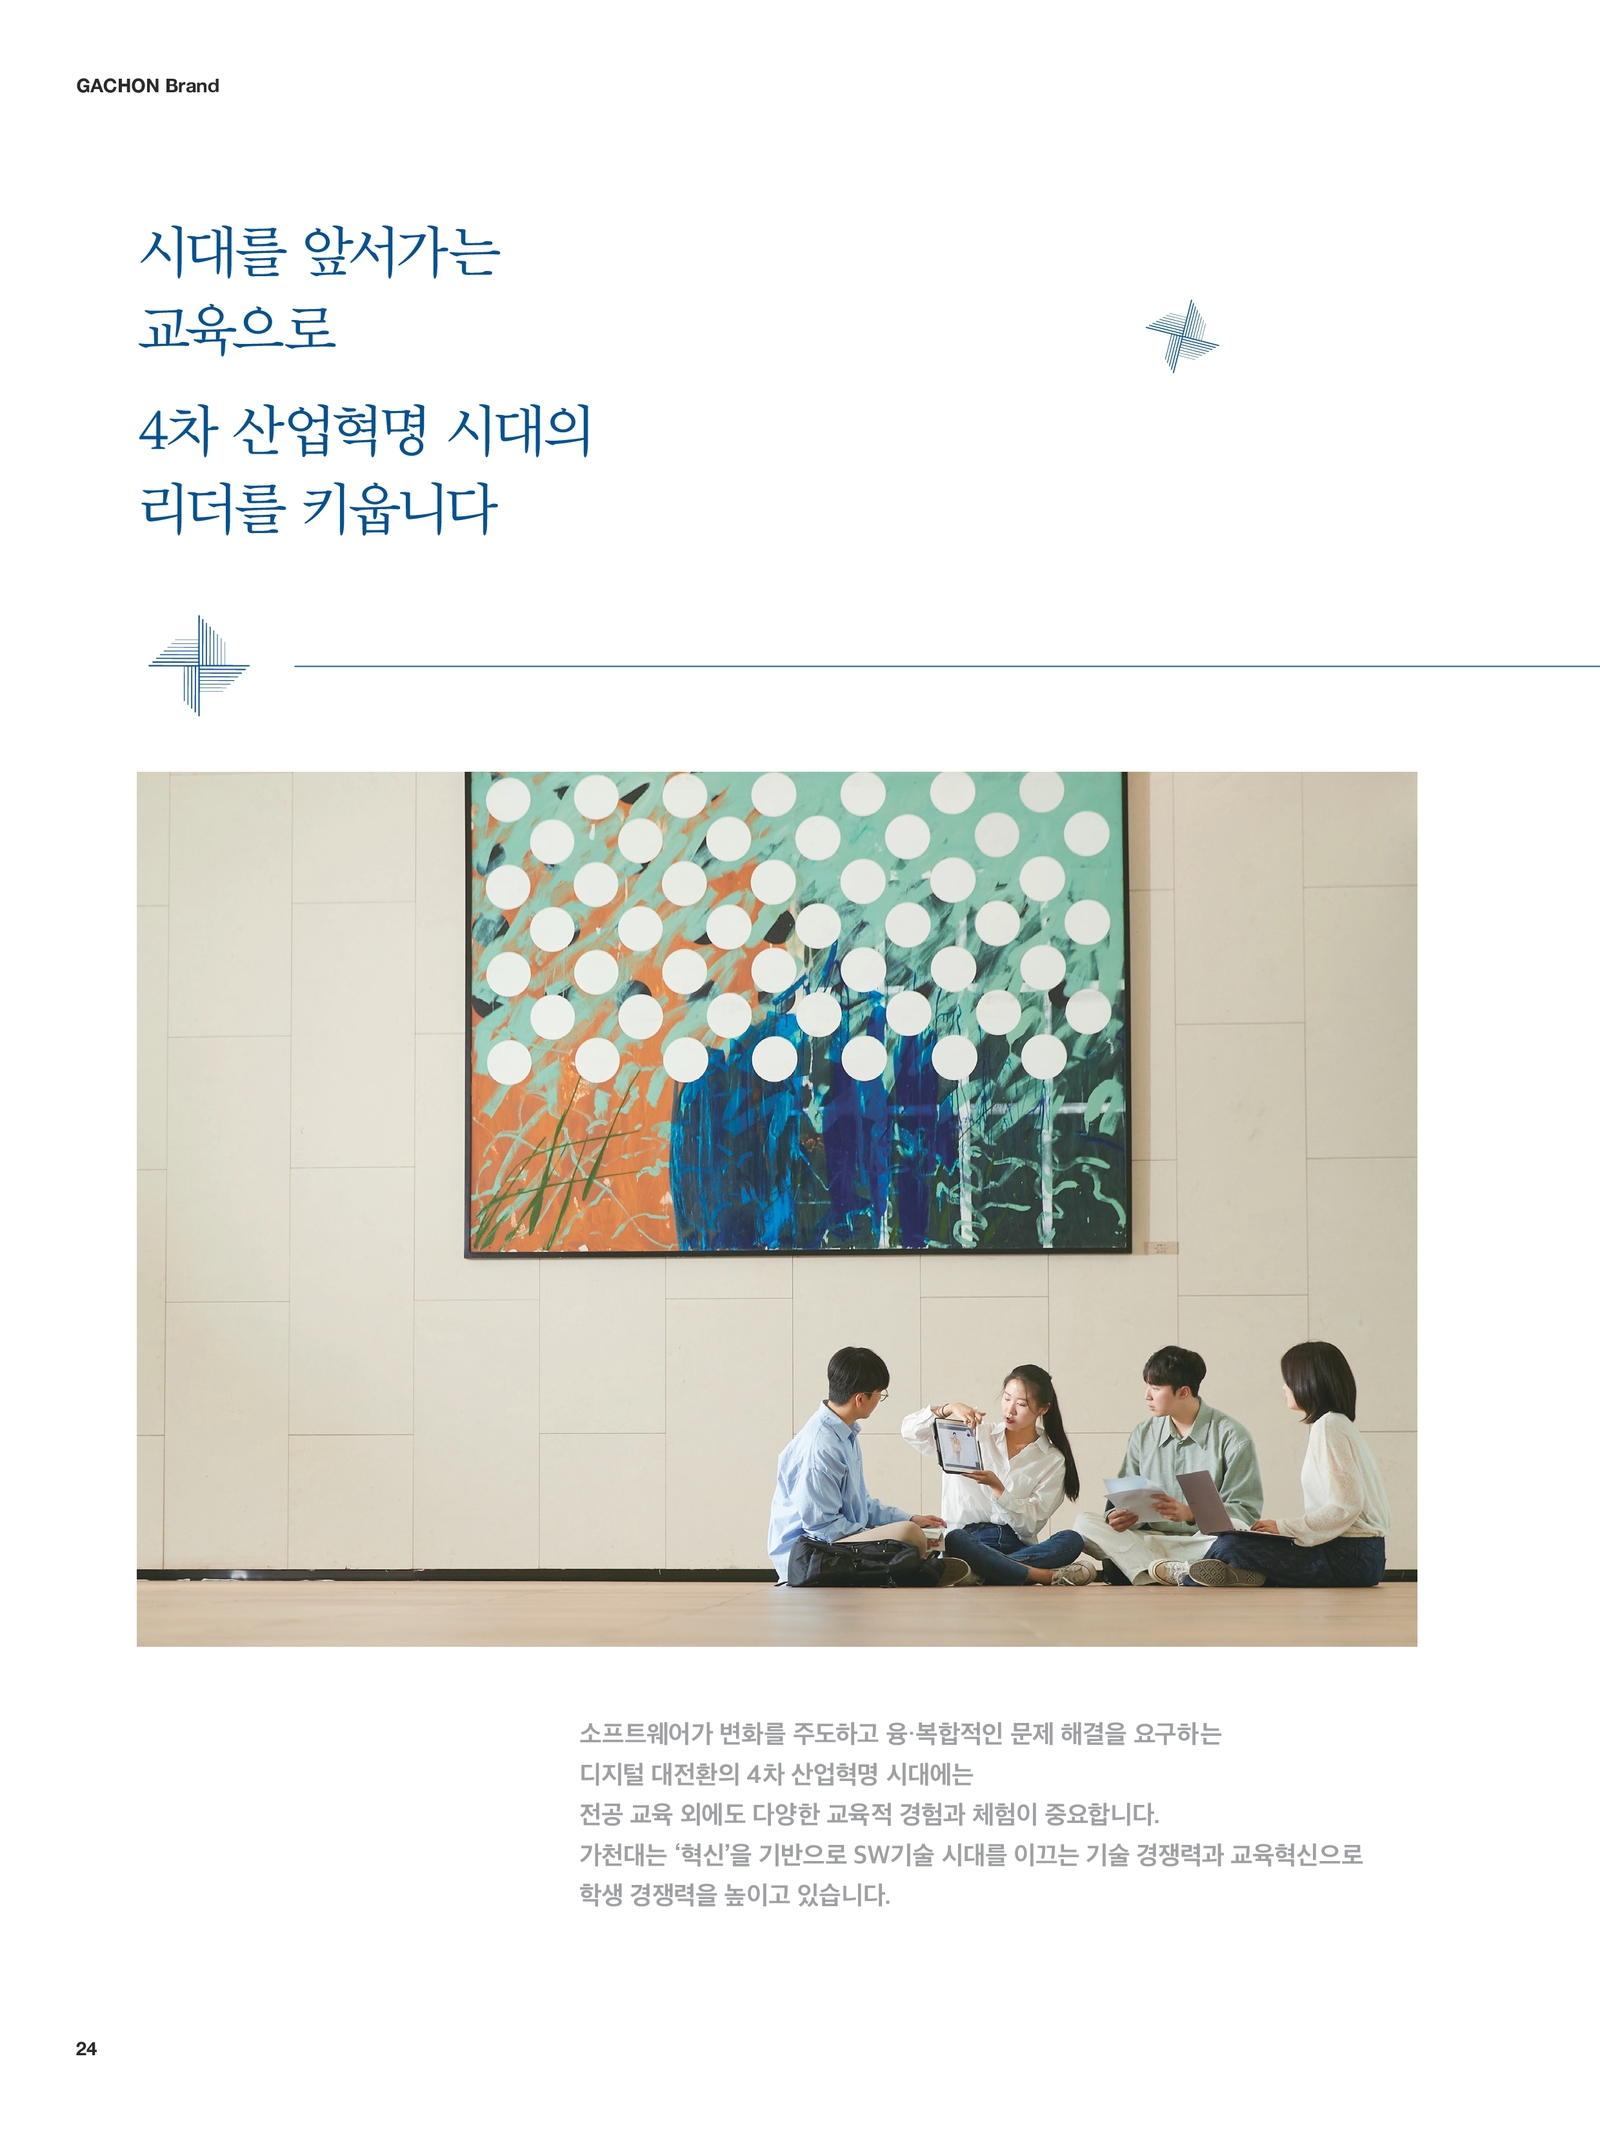 GACHON Brand
시대를 앞서가는
교육으로
4차 산업혁명 시대의
리더를 키웁니다
소프트웨어가 변화를 주도하고 융·복합적인 문제 해결을 요구하는
디지털 대전환의 4차 산업혁명 시대에는
전공 교육 외에도 다양한 교육적 경험과 체험이 중요합니다.
가천대는 ‘혁신’을 기반으로 SW기술 시대를 이끄는 기술 경쟁력과 교육혁신으로
학생 경쟁력을 높이고 있습니다.
24